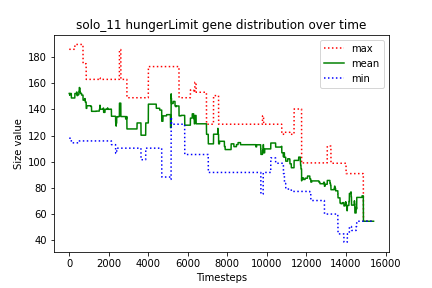 solo_11 hungerLimit gene distribution over time
max
mean
min
Size value
180
160
140
120
100
80
60
40
0 2000 4000 6000 8000 10000 12000 14000 16000
Timesteps